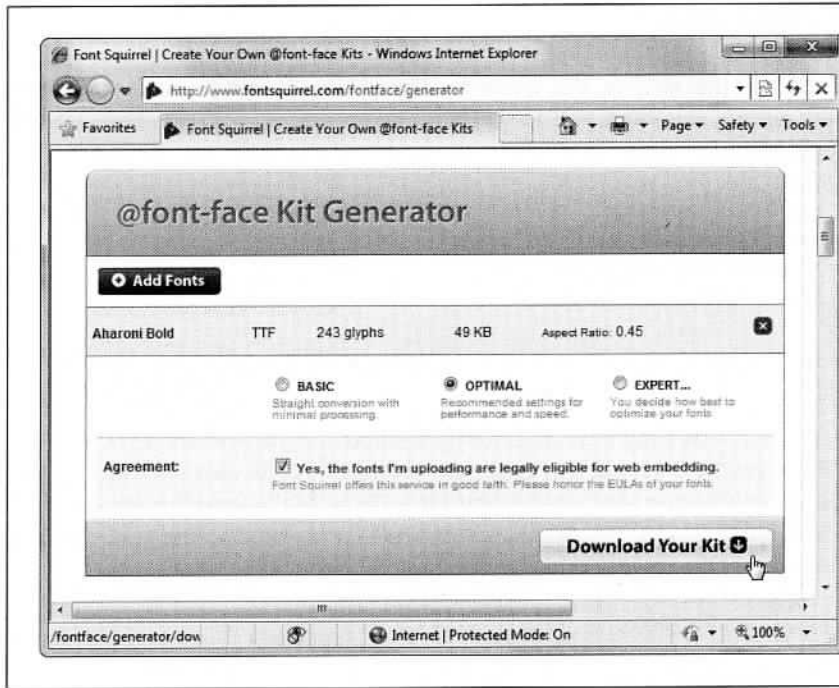 Font Squirrel | Create Your Own @font-face Kits - Windows Internet Explorer
http://www.fontsquirrel.com/fontface/generator
Favorites Font Squirrel | Create Your Own @font-face Kits Page Safety Tools
@font-face Kit Generator
Add Fonts
Aharoni Bold TTF 243 glyphs 49 KB Aspect Ratio: 0.45
BASIC OPTIMAL EXPERT...
Straight conversion with Recommended settings for You decide how best to
minimal processing. performance and speed. optimize your fonts.
Agreement: Yes, the fonts I'm uploading are legally eligible for web embedding.
Font Squirrel offers this service in good faith. Please honor the EULAs of your fonts.
Download Your Kit
/fontface/generator/dow Internet | Protected Mode: On 100%